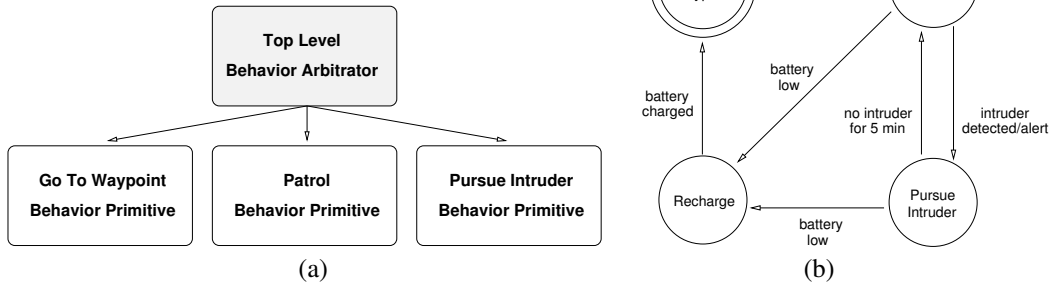 Top Level
Behavior Arbitrator
Go To Waypoint
Behavior Primitive
Patrol
Behavior Primitive
Pursue Intruder
Behavior Primitive
(a)
battery
low
battery
charged
no intruder
for 5 min
intruder
detected/alert
Recharge
Pursue
Intruder
battery
low
(b)